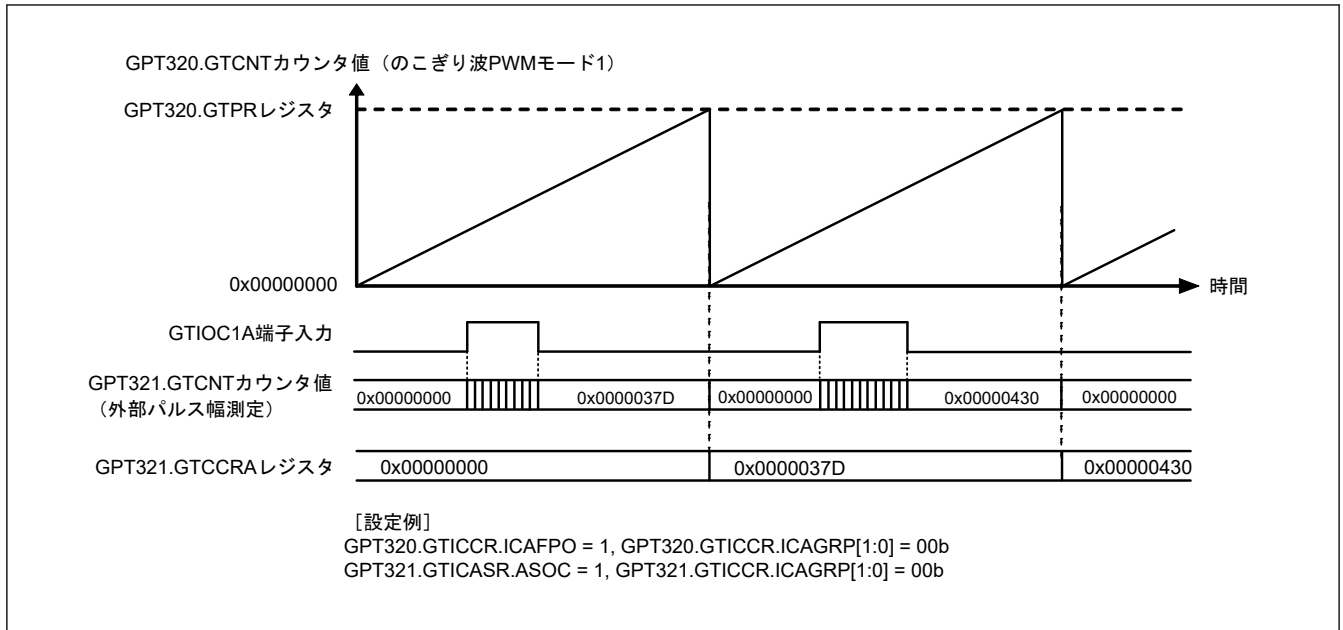 GPT320.GTCNTカウンタ値（のこぎり波PWMモード1）
GPT320.GTPRレジスタ
0x00000000
時間
GTIOC1A端子入力
GPT321.GTCNTカウンタ値
（外部パルス幅測定）
0x00000000 0x0000037D 0x00000000 0x00000430 0x00000000
GPT321.GTCCRAレジスタ 0x00000000 0x0000037D 0x00000430
［設定例］
GPT320.GTICCR.ICAFPO = 1, GPT320.GTICCR.ICAGRP[1:0] = 00b
GPT321.GTICASR.ASOC = 1, GPT321.GTICCR.ICAGRP[1:0] = 00b